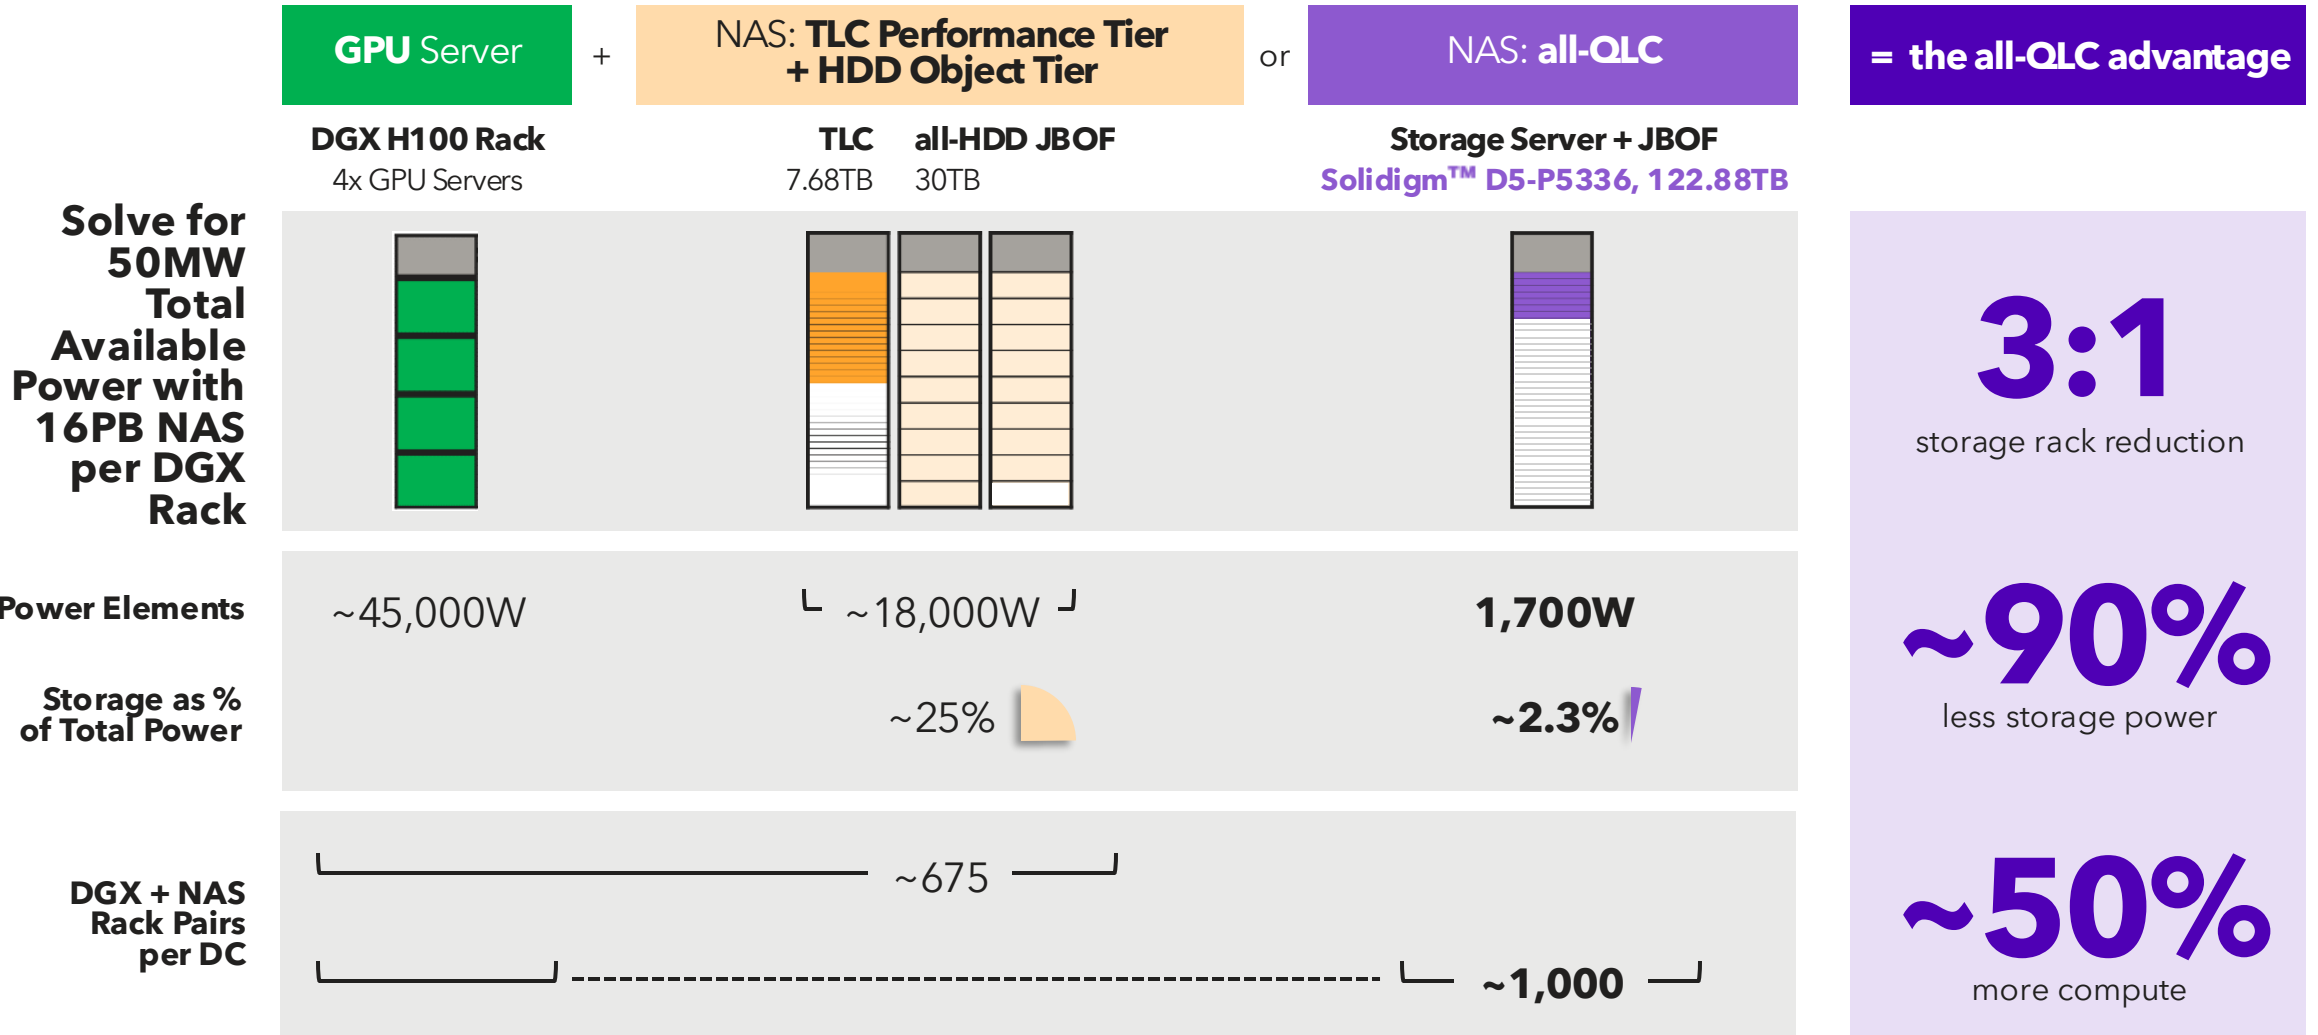 GPU Server
+
NAS: TLC Performance Tier
+ HDD Object Tier
or
NAS: all-QLC
= the all-QLC advantage
DGX H100 Rack
4x GPU Servers
TLC
7.68TB
all-HDD JBOF
30TB
Storage Server + JBOF
Solidigm™ D5-P5336, 122.88TB
Solve for
50MW
Total
Available
Power with
16PB NAS
per DGX
Rack
3:1
storage rack reduction
Power Elements
~45,000W
~18,000W
1,700W
~90%
less storage power
Storage as %
of Total Power
~25%
~2.3%
DGX + NAS
Rack Pairs
per DC
~675
~1,000
~50%
more compute